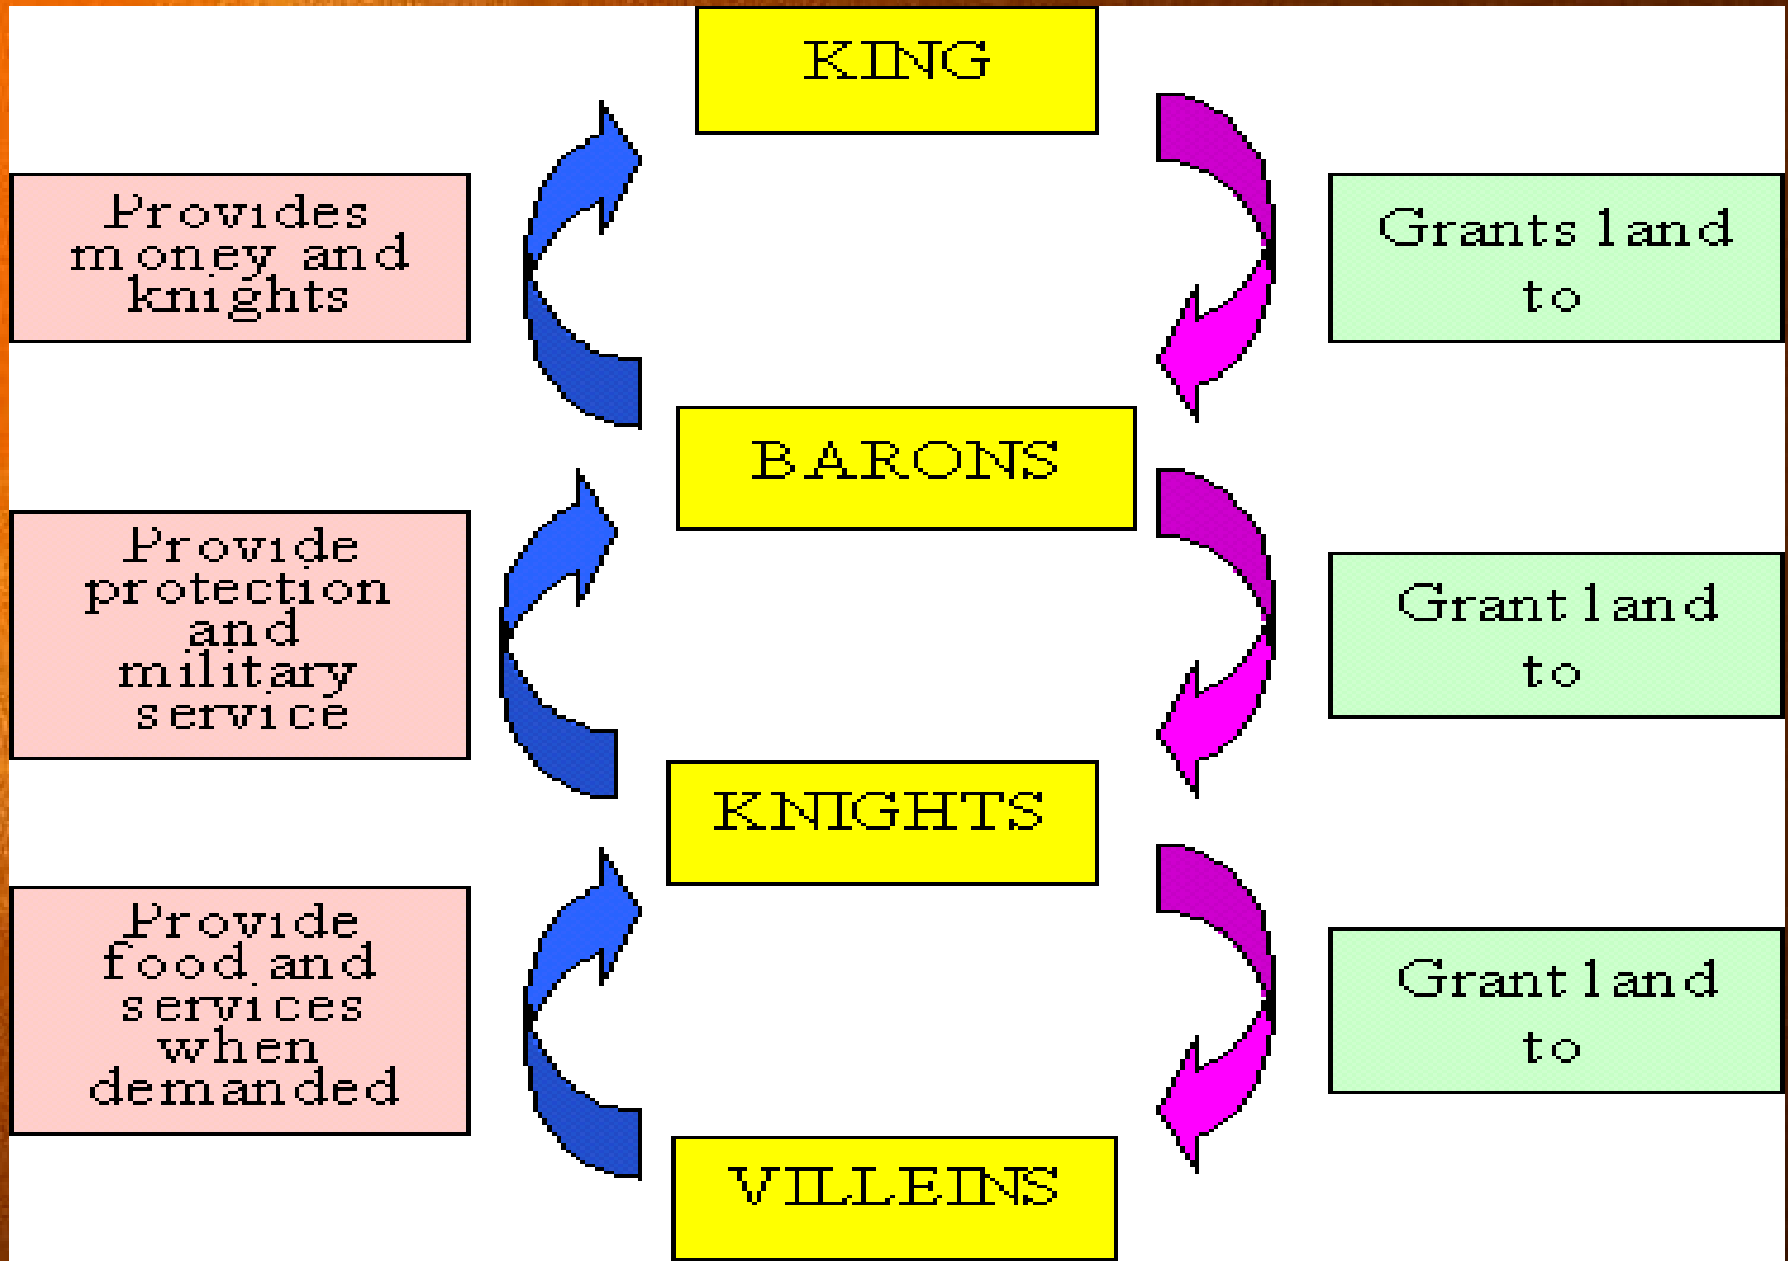 KING
Provides
money and
knights
Grants land
to
BARONS
Provide
protection
and
military
service
Grant land
to
KNIGHTS
Provide
food and
services
when
demanded
Grant land
to
VILLEINS